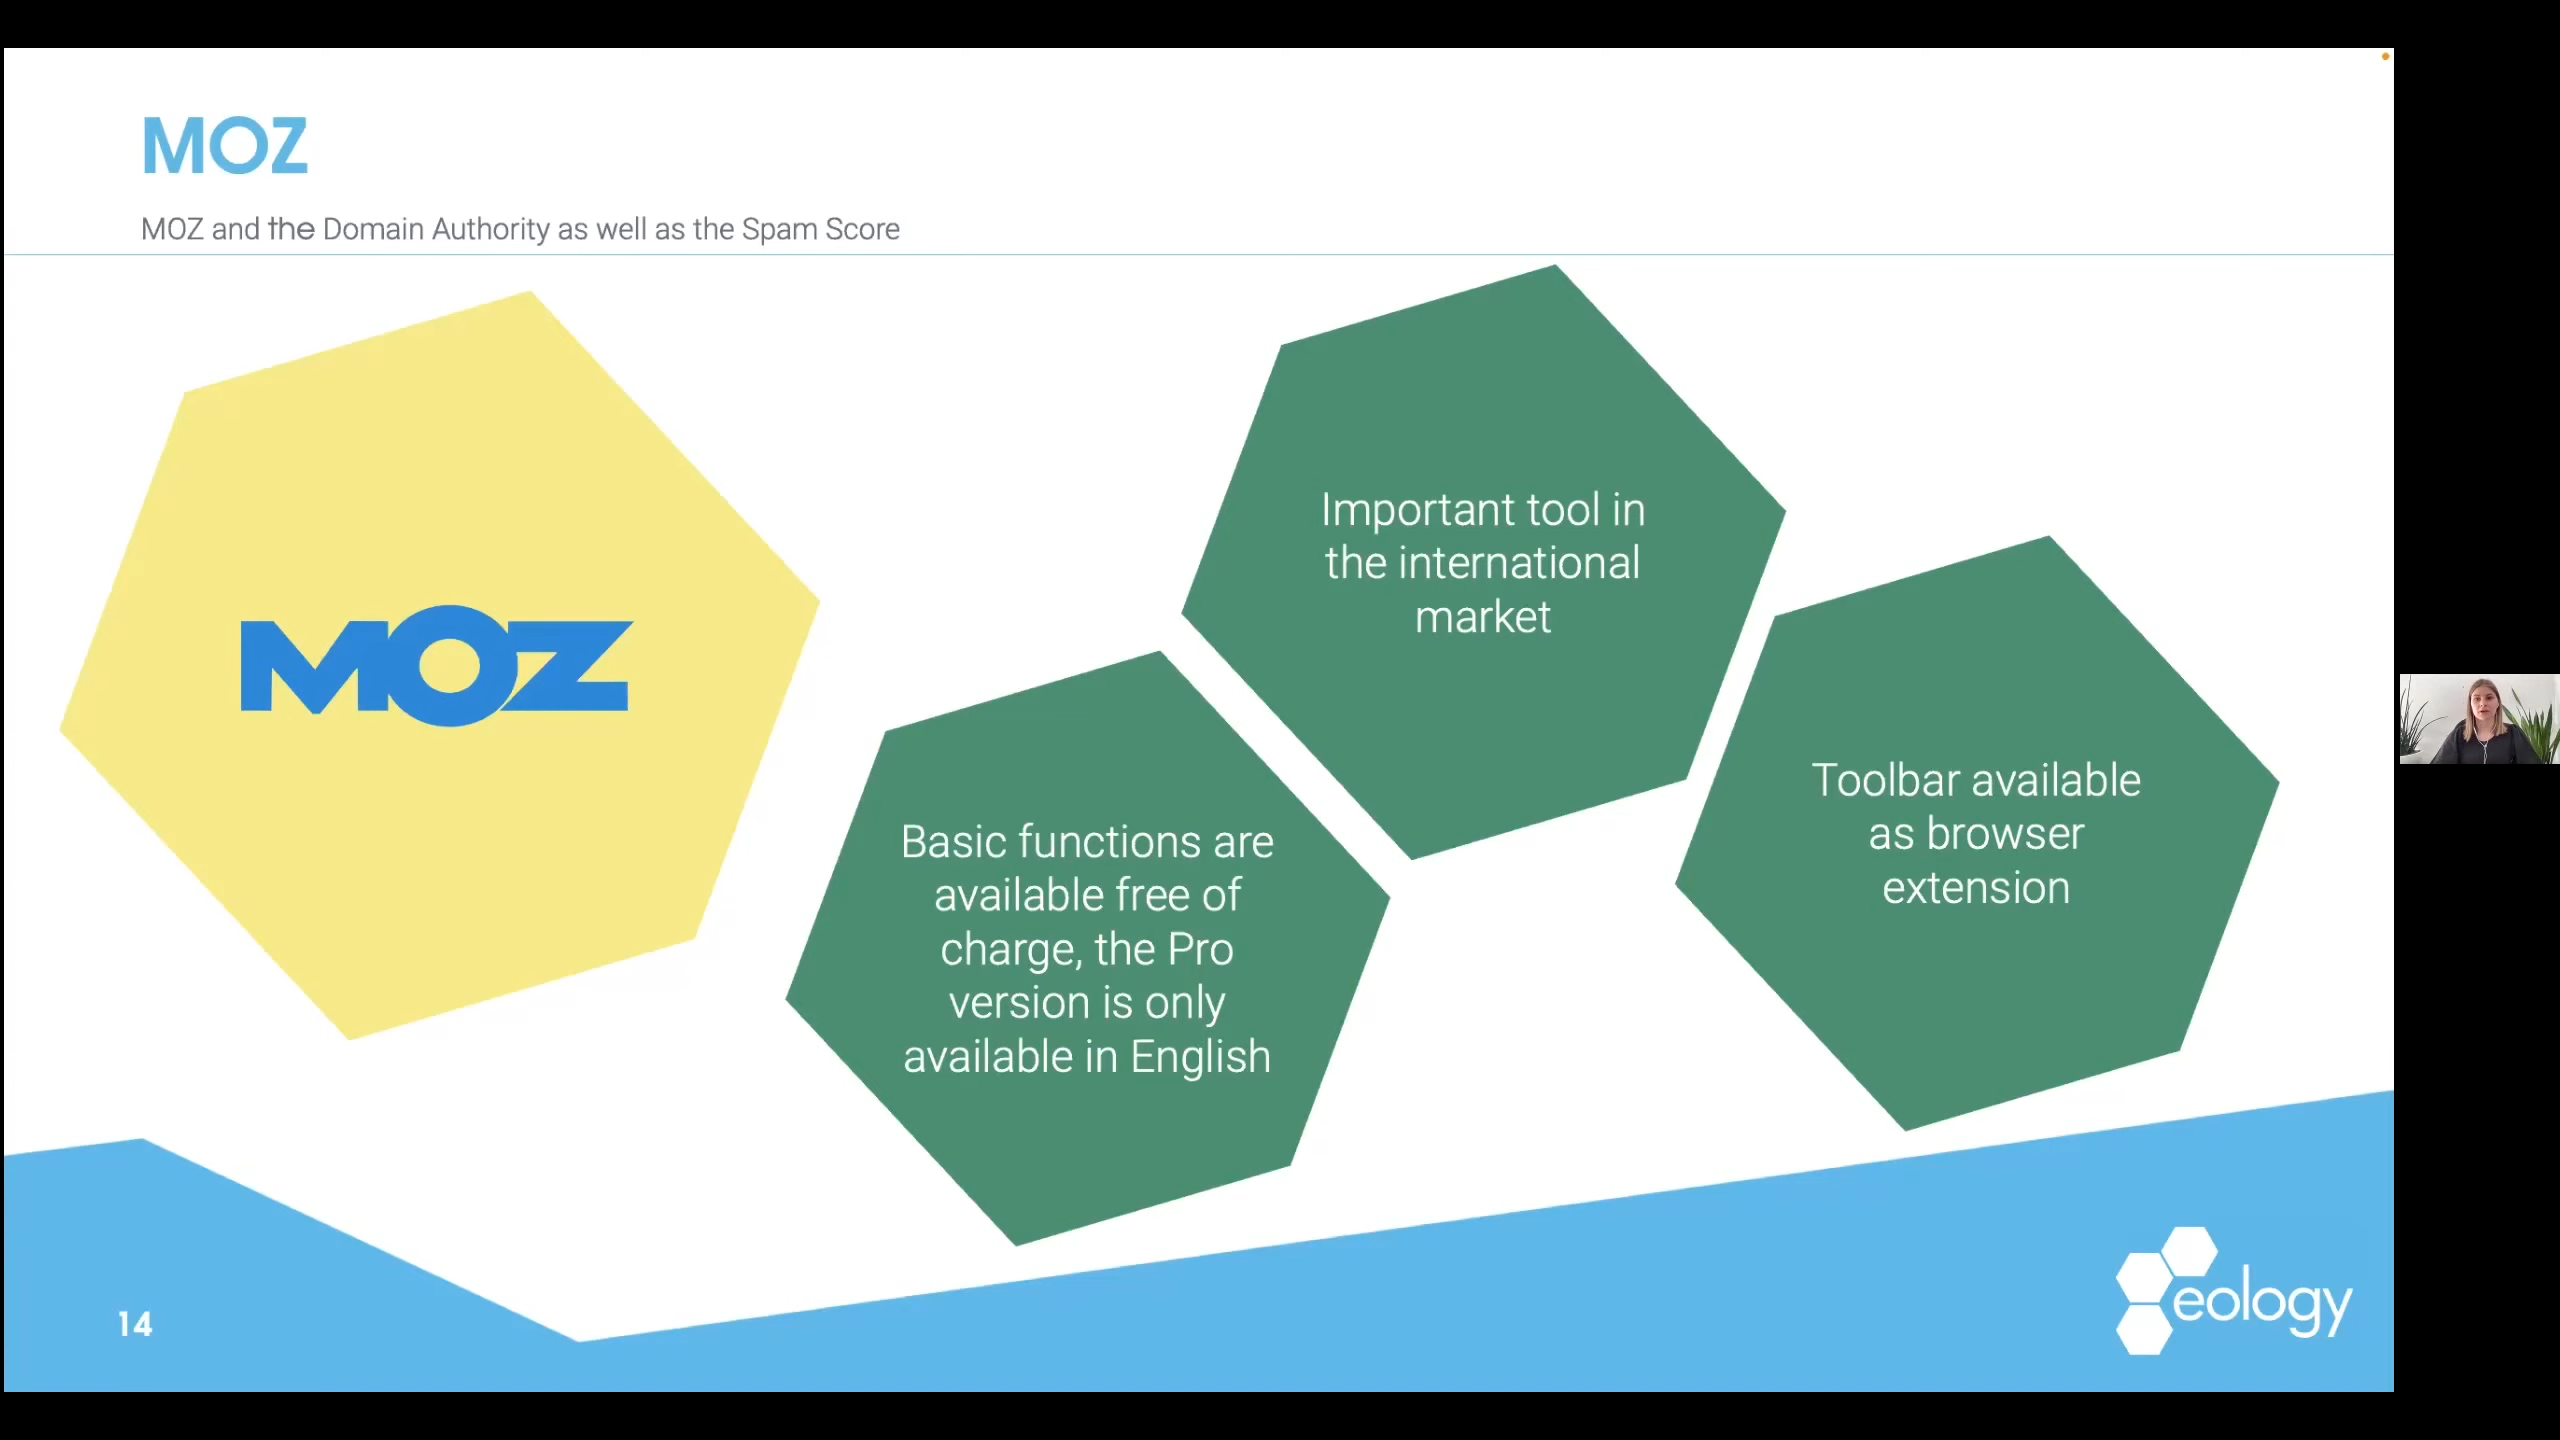 MOZ
MOZ and the Domain Authority as well as the Spam Score
MOZ
Basic functions are
available free of
charge, the Pro
version is only
available in English
Important tool in
the international
market
Toolbar available
as browser
extension
14
eology